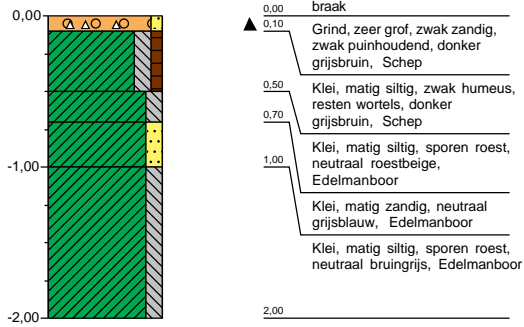 0,00
-1,00
-2,00
0,00
braak
0,10
Grind, zeer grof, zwak zandig,
zwak puinhoudend, donker
grijsbruin, Schep
0,50
Klei, matig siltig, zwak humeus,
resten wortels, donker
grijsbruin, Schep
0,70
Klei, matig siltig, sporen roest,
neutraal roestbeige,
Edelmanboor
1,00
Klei, matig zandig, neutraal
grijsblauw, Edelmanboor
Klei, matig siltig, sporen roest,
neutraal bruingrijs, Edelmanboor
2,00